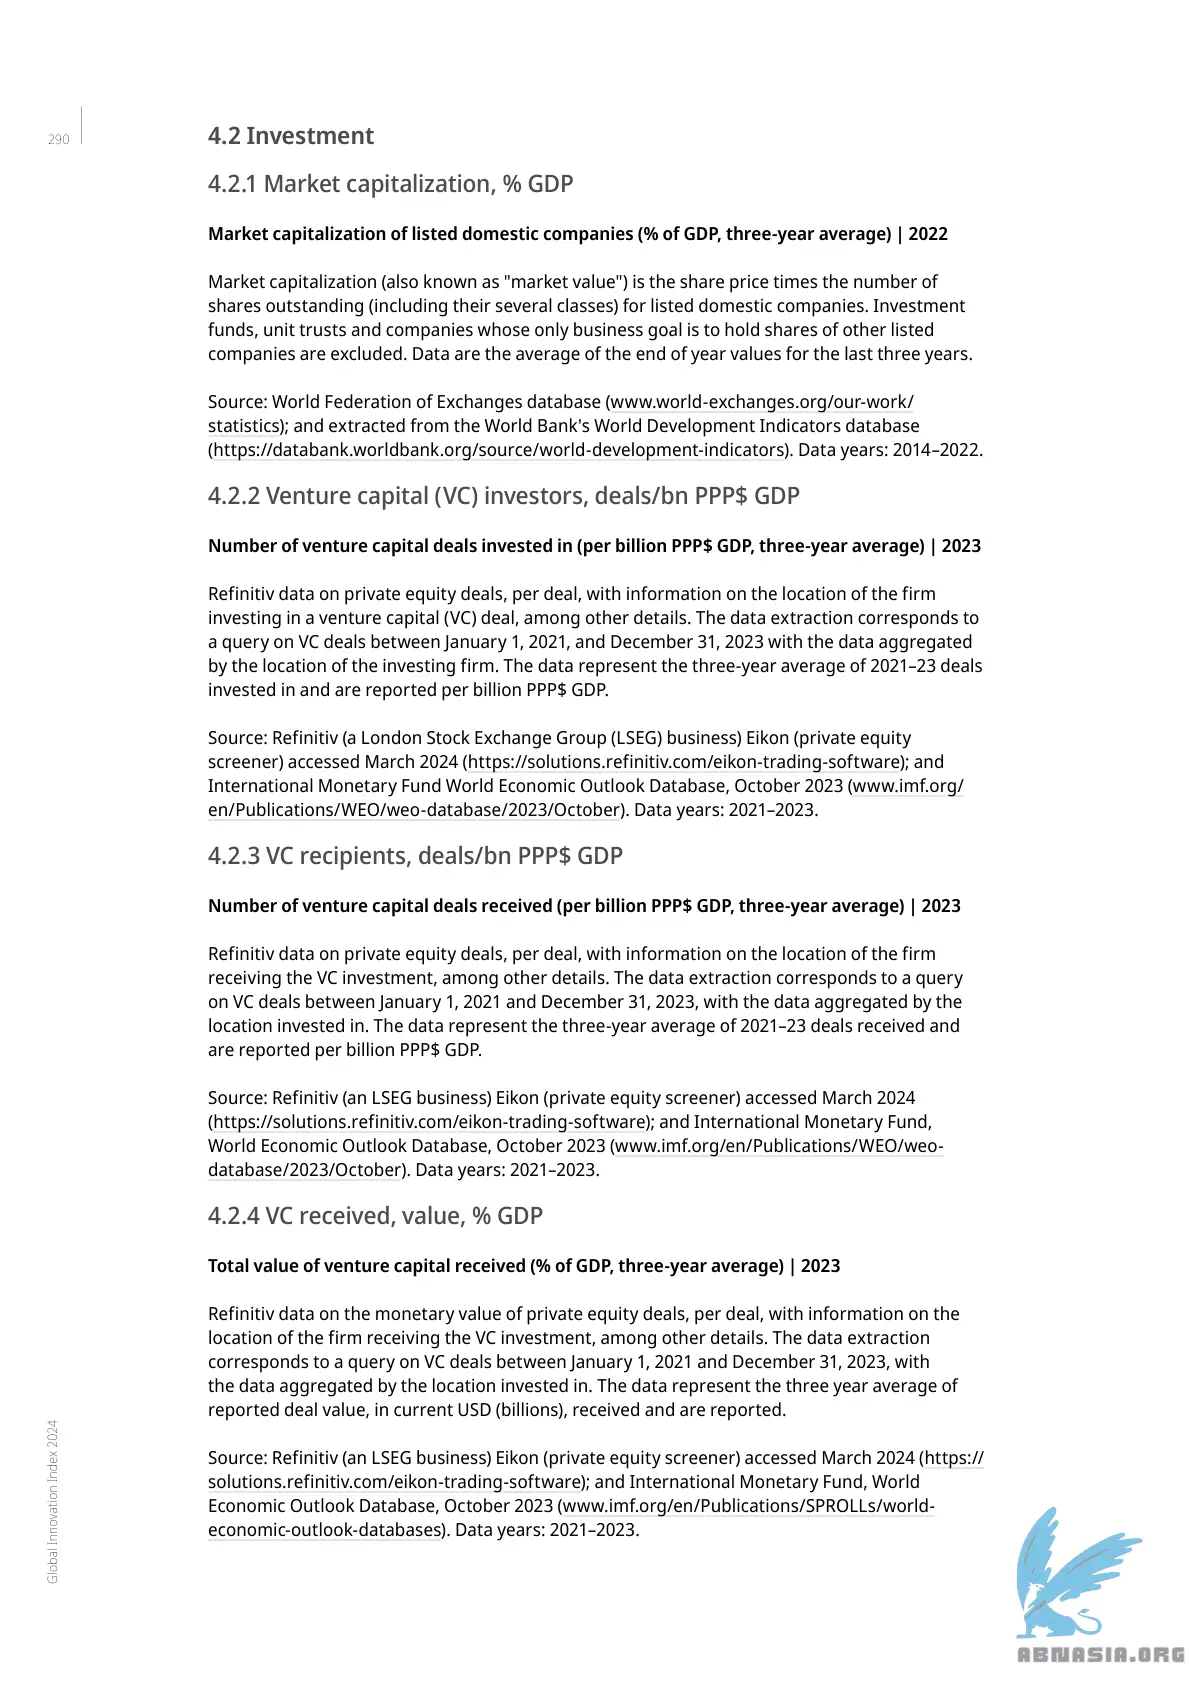 290
4.2 Investment
4.2.1 Market capitalization, % GDP
Market capitalization of listed domestic companies (% of GDP, three-year average) | 2022
Market capitalization (also known as "market value") is the share price times the number of
shares outstanding (including their several classes) for listed domestic companies. Investment
funds, unit trusts and companies whose only business goal is to hold shares of other listed
companies are excluded. Data are the average of the end of year values for the last three years.
Source: World Federation of Exchanges database (www.world-exchanges.org/our-work/
statistics); and extracted from the World Bank's World Development Indicators database
(https://databank.worldbank.org/source/world-development-indicators). Data years: 2014–2022.
4.2.2 Venture capital (VC) investors, deals/bn PPP$ GDP
Number of venture capital deals invested in (per billion PPP$ GDP, three-year average) | 2023
Refinitiv data on private equity deals, per deal, with information on the location of the firm
investing in a venture capital (VC) deal, among other details. The data extraction corresponds to
a query on VC deals between January 1, 2021, and December 31, 2023 with the data aggregated
by the location of the investing firm. The data represent the three-year average of 2021–23 deals
invested in and are reported per billion PPP$ GDP.
Source: Refinitiv (a London Stock Exchange Group (LSEG) business) Eikon (private equity
screener) accessed March 2024 (https://solutions.refinitiv.com/eikon-trading-software); and
International Monetary Fund World Economic Outlook Database, October 2023 (www.imf.org/
en/Publications/WEO/weo-database/2023/October). Data years: 2021–2023.
4.2.3 VC recipients, deals/bn PPP$ GDP
Number of venture capital deals received (per billion PPP$ GDP, three-year average) | 2023
Refinitiv data on private equity deals, per deal, with information on the location of the firm
receiving the VC investment, among other details. The data extraction corresponds to a query
on VC deals between January 1, 2021 and December 31, 2023, with the data aggregated by the
location invested in. The data represent the three-year average of 2021–23 deals received and
are reported per billion PPP$ GDP.
Source: Refinitiv (an LSEG business) Eikon (private equity screener) accessed March 2024
(https://solutions.refinitiv.com/eikon-trading-software); and International Monetary Fund,
World Economic Outlook Database, October 2023 (www.imf.org/en/Publications/WEO/weo-
database/2023/October). Data years: 2021–2023.
4.2.4 VC received, value, % GDP
Total value of venture capital received (% of GDP, three-year average) | 2023
Refinitiv data on the monetary value of private equity deals, per deal, with information on the
location of the firm receiving the VC investment, among other details. The data extraction
corresponds to a query on VC deals between January 1, 2021 and December 31, 2023, with
the data aggregated by the location invested in. The data represent the three year average of
reported deal value, in current USD (billions), received and are reported.
Source: Refinitiv (an LSEG business) Eikon (private equity screener) accessed March 2024 (https://
solutions.refinitiv.com/eikon-trading-software); and International Monetary Fund, World
Economic Outlook Database, October 2023 (www.imf.org/en/Publications/SPROLLs/world-
economic-outlook-databases). Data years: 2021–2023.
Global Innovation Index 2024
ABNASIA.ORG